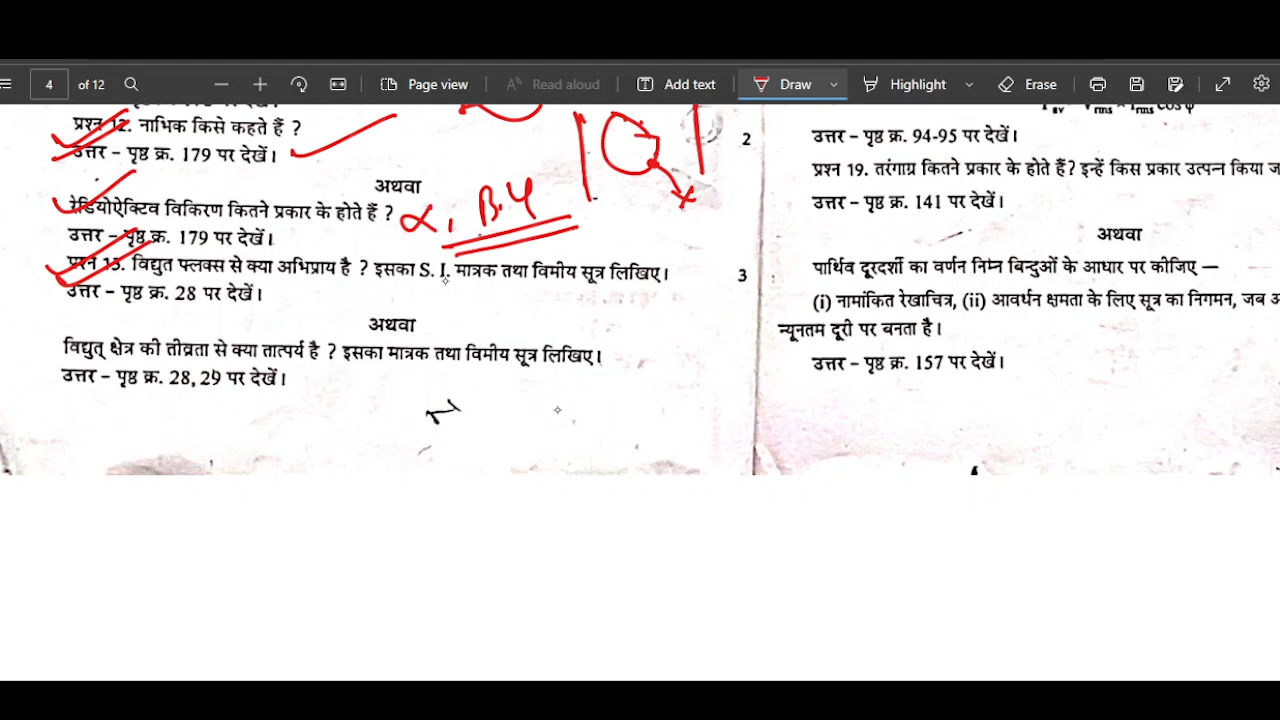 4 of 12 Page view Read aloud Add text Draw Highlight Erase
प्रश्न 12. नाभिक किसे कहते हैं ?
उत्तर – पृष्ठ क्र. 179 पर देखें।
अथवा
रेडियोऐक्टिव विकिरण कितने प्रकार के होते हैं ?
α, β, γ
उत्तर – पृष्ठ क्र. 179 पर देखें।
प्रश्न 13. विद्युत फ्लक्स से क्या अभिप्राय है ? इसका S. I. मात्रक तथा विमीय सूत्र लिखिए। 3
उत्तर – पृष्ठ क्र. 28 पर देखें।
अथवा
विद्युत् क्षेत्र की तीव्रता से क्या तात्पर्य है ? इसका मात्रक तथा विमीय सूत्र लिखिए।
उत्तर – पृष्ठ क्र. 28, 29 पर देखें।
2
उत्तर – पृष्ठ क्र. 94-95 पर देखें।
प्रश्न 19. तरंगाग्र कितने प्रकार के होते हैं? इन्हें किस प्रकार उत्पन्न किया
उत्तर – पृष्ठ क्र. 141 पर देखें।
अथवा
पार्थिव दूरदर्शी का वर्णन निम्न बिन्दुओं के आधार पर कीजिए —
(i) नामांकित रेखाचित्र, (ii) आवर्धन क्षमता के लिए सूत्र का निगमन, जब
न्यूनतम दूरी पर बनता है।
उत्तर – पृष्ठ क्र. 157 पर देखें।